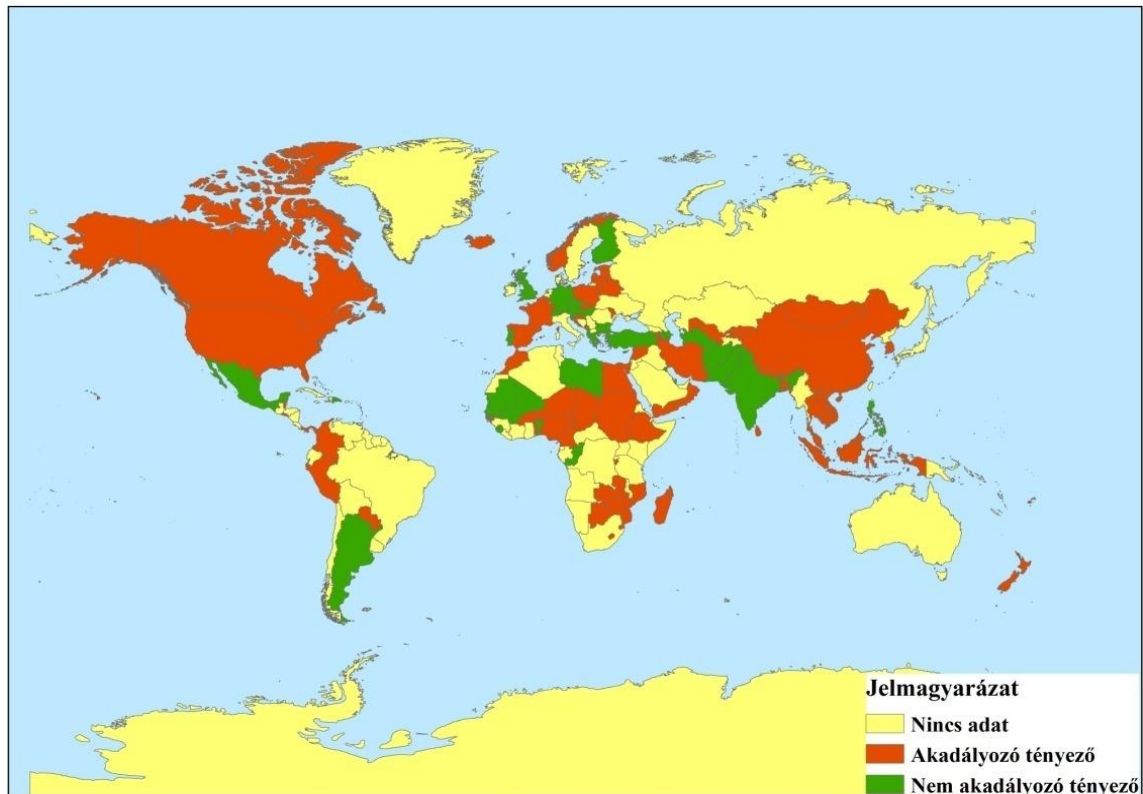 Jelmagyarázat
Nincs adat
Akadályozó tényező
Nem akadályozó tényező